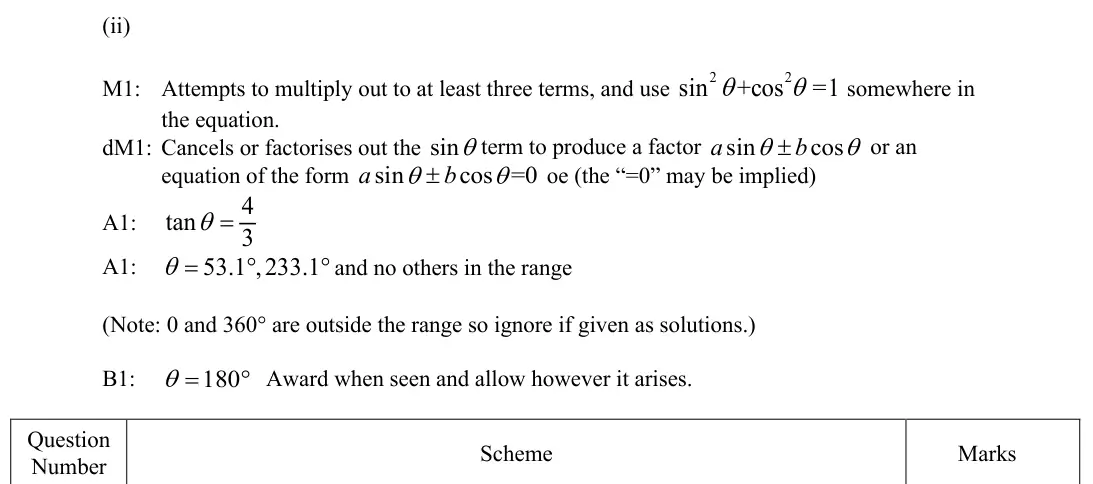 (ii)
M1: Attempts to multiply out to at least three terms, and use sin² θ+cos²θ =1 somewhere in
the equation.
dM1: Cancels or factorises out the sin θ term to produce a factor a sin θ ± b cos θ or an
equation of the form a sin θ ± b cos θ=0 oe (the “=0” may be implied)
A1: tan θ = 4/3
A1: θ = 53.1°, 233.1° and no others in the range
(Note: 0 and 360° are outside the range so ignore if given as solutions.)
B1: θ = 180° Award when seen and allow however it arises.
Question
Number
Scheme
Marks